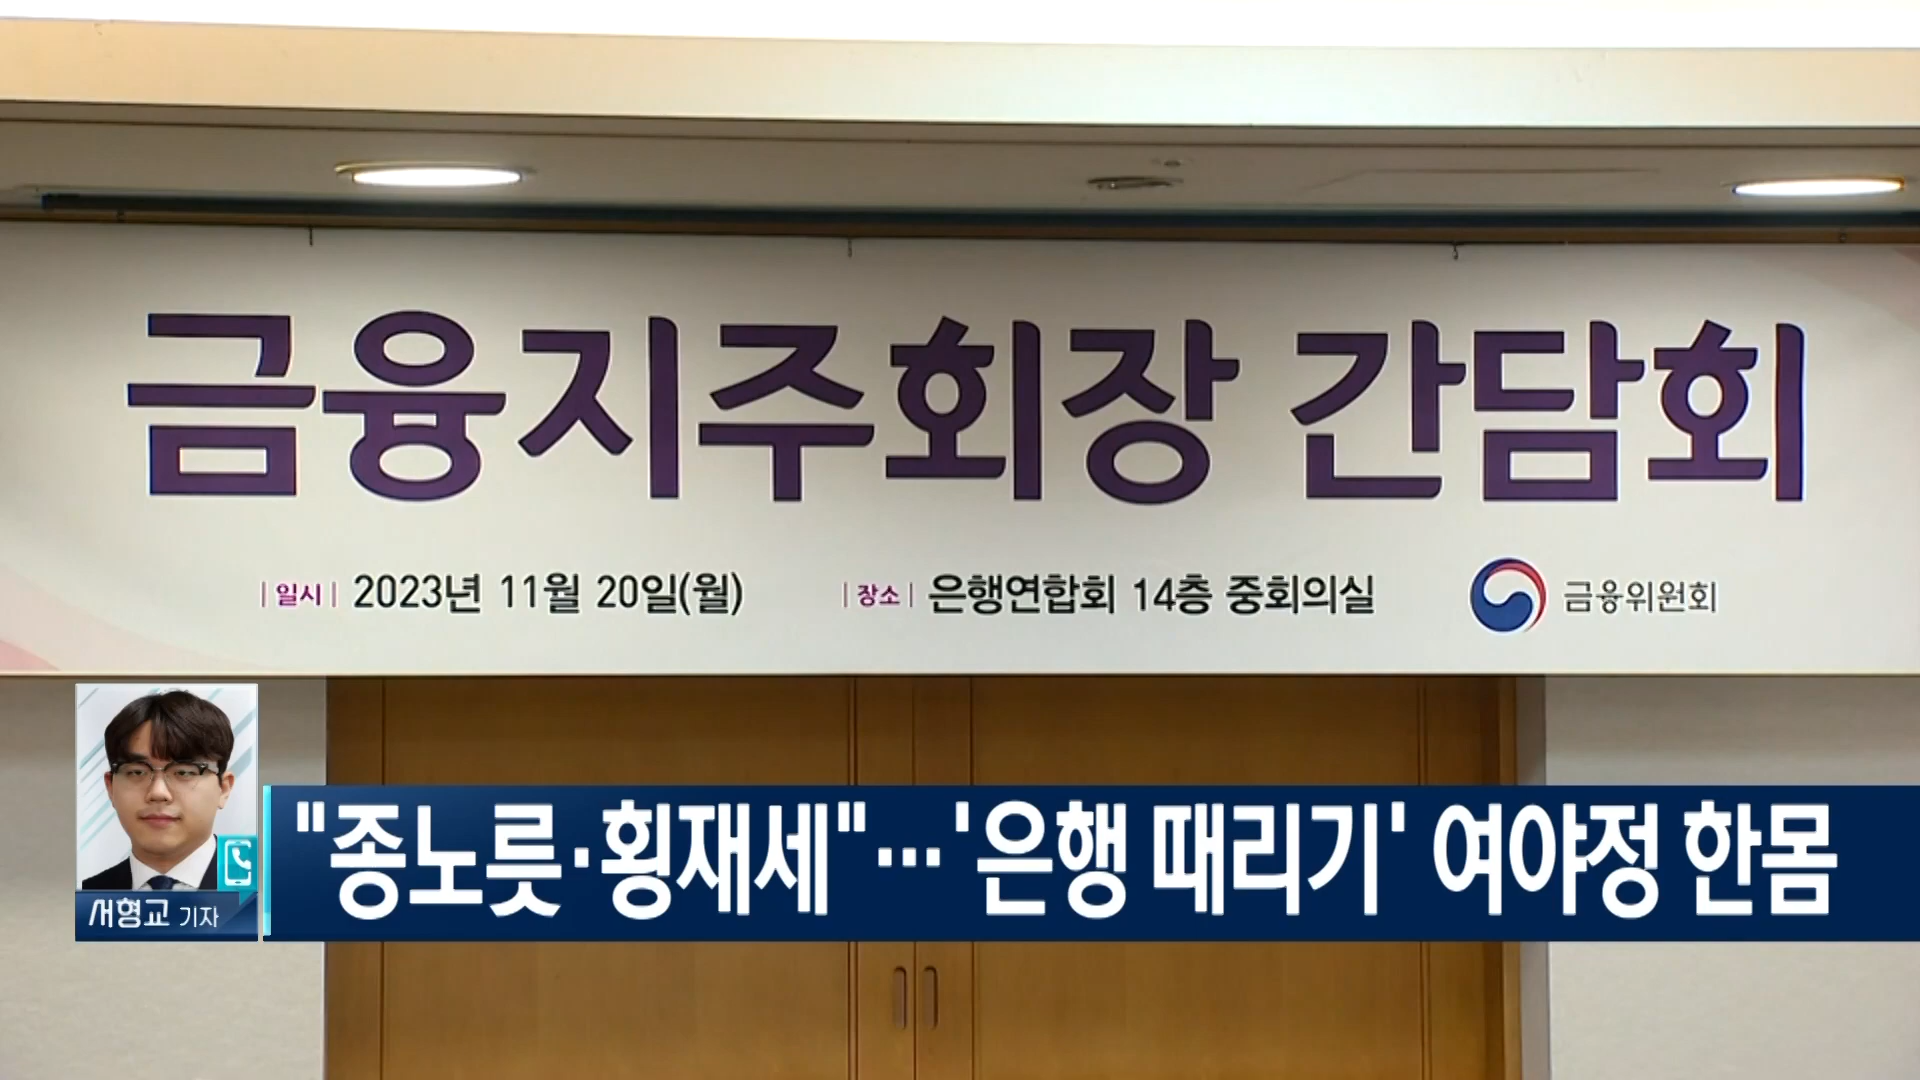 금융지주회장 간담회
|일시| 2023년 11월 20일(월) |장소| 은행연합회 14층 중회의실 금융위원회
"종노릇·횡재세"…'은행 때리기' 여야정 한몸
서형교 기자